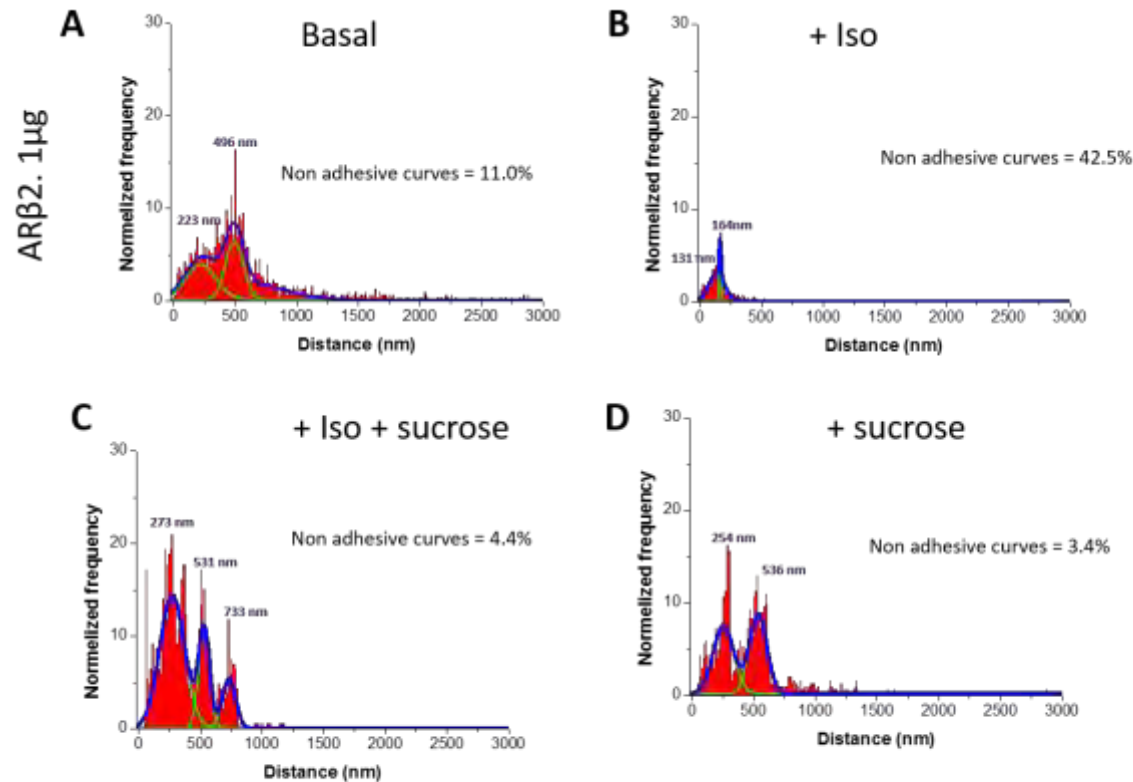 A
Basal
B
+ Iso
ARβ2. 1µg
Normelized frequency
30
20
10
0
496 nm
223 nm
Non adhesive curves = 11.0%
0 500 1000 1500 2000 2500 3000
Distance (nm)
Normelized frequency
30
20
10
0
164nm
131 nm
Non adhesive curves = 42.5%
0 500 1000 1500 2000 2500 3000
Distance (nm)
C
+ Iso + sucrose
D
+ sucrose
Normelized frequency
30
20
10
0
273 nm
531 nm
733 nm
Non adhesive curves = 4.4%
0 500 1000 1500 2000 2500 3000
Distance (nm)
Normelized frequency
30
20
10
0
254 nm
536 nm
Non adhesive curves = 3.4%
0 500 1000 1500 2000 2500 3000
Distance (nm)